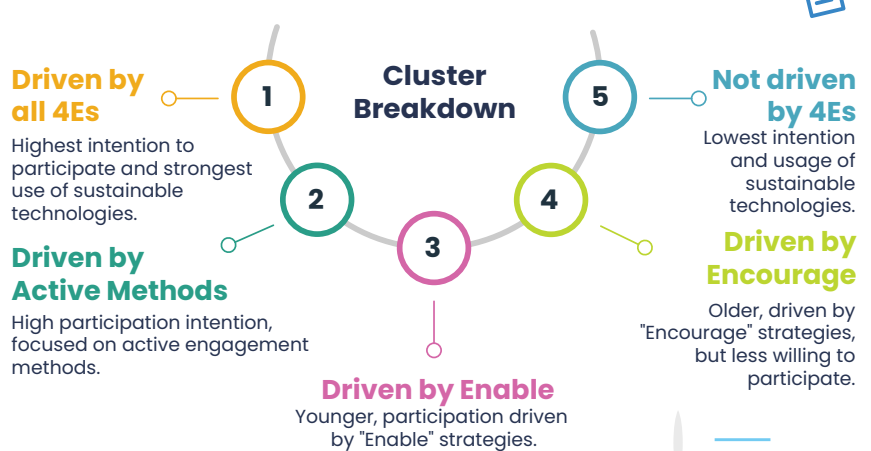 Cluster
Breakdown
1
Driven by
all 4Es
Highest intention to
participate and strongest
use of sustainable
technologies.
2
Driven by
Active Methods
High participation intention,
focused on active engagement
methods.
3
Driven by Enable
Younger, participation driven
by "Enable" strategies.
4
Driven by
Encourage
Older, driven by
"Encourage" strategies,
but less willing to
participate.
5
Not driven
by 4Es
Lowest intention
and usage of
sustainable
technologies.